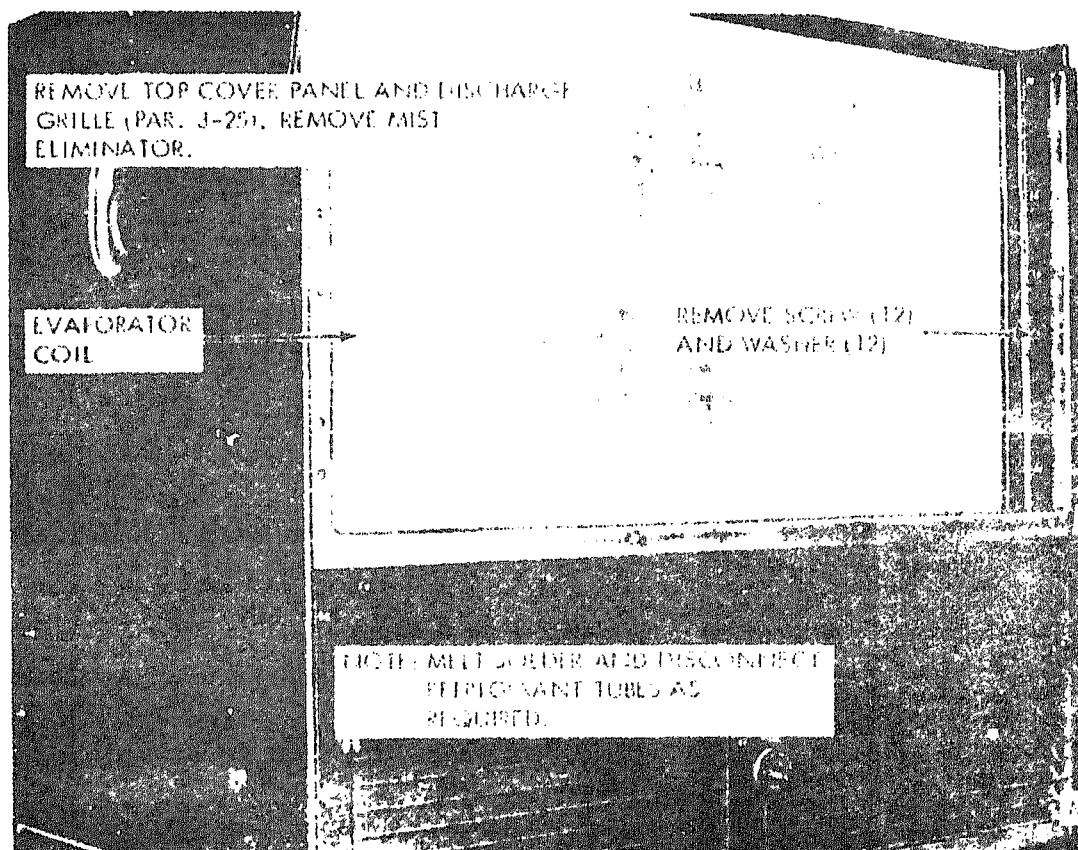 REMOVE TOP COVER PANEL AND DISCHARGE
GRILLE (PAR. J-25). REMOVE MIST
ELIMINATOR.
EVAPORATOR
COIL
REMOVE SCREW (12)
AND WASHER (12)
NOTE: MELT SOLDER AND DISCONNECT
REFRIGERANT TUBES AS
REQUIRED.